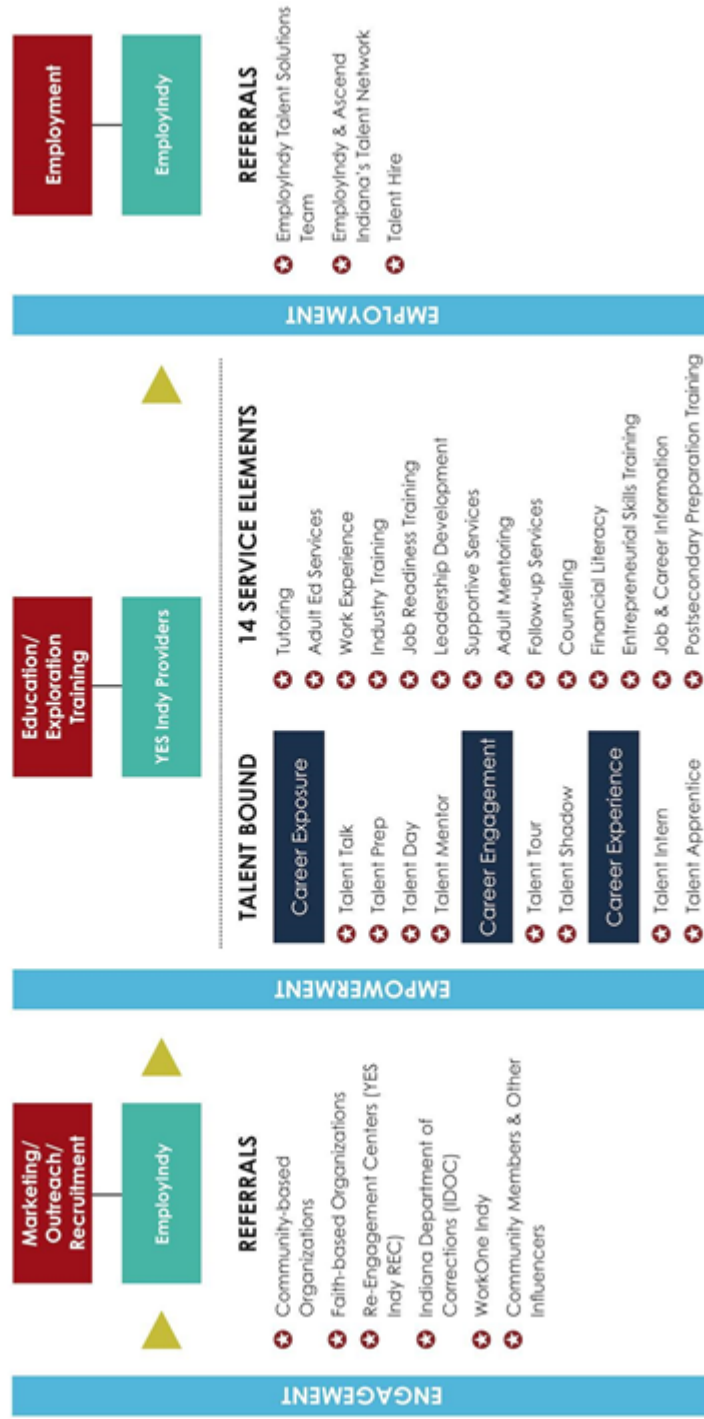 ENGAGEMENT
Marketing/
Outreach/
Recruitment
EmployIndy
REFERRALS
Community-based
Organizations
Faith-based Organizations
Re-Engagement Centers (YES
Indy REC)
Indiana Department of
Corrections (IDOC)
WorkOne Indy
Community Members & Other
Influencers
EMPOWERMENT
Education/
Exploration
Training
YES Indy Providers
TALENT BOUND
Career Exposure
Talent Talk
Talent Prep
Talent Day
Talent Mentor
Career Engagement
Talent Tour
Talent Shadow
Career Experience
Talent Intern
Talent Apprentice
14 SERVICE ELEMENTS
Tutoring
Adult Ed Services
Work Experience
Industry Training
Job Readiness Training
Leadership Development
Supportive Services
Adult Mentoring
Follow-up Services
Counseling
Financial Literacy
Entrepreneurial Skills Training
Job & Career Information
Postsecondary Preparation Training
EMPLOYMENT
Employment
EmployIndy
REFERRALS
EmployIndy Talent Solutions
Team
EmployIndy & Ascend
Indiana's Talent Network
Talent Hire